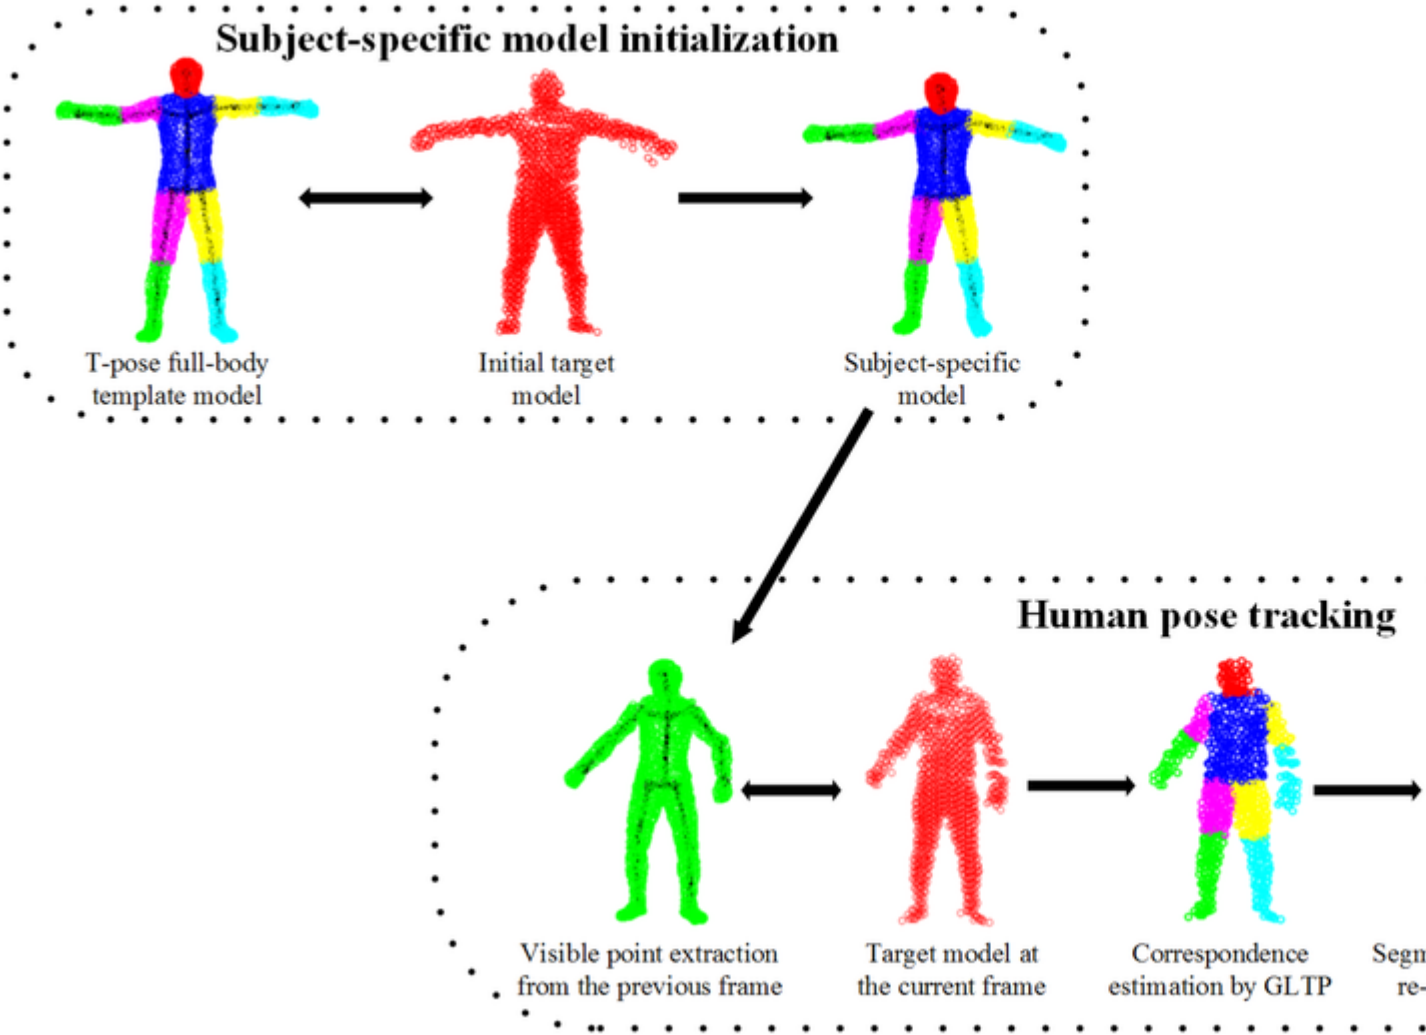 Subject-specific model initialization
T-pose full-body
template model
Initial target
model
Subject-specific
model
Human pose tracking
Visible point extraction
from the previous frame
Target model at
the current frame
Correspondence
estimation by GLTP